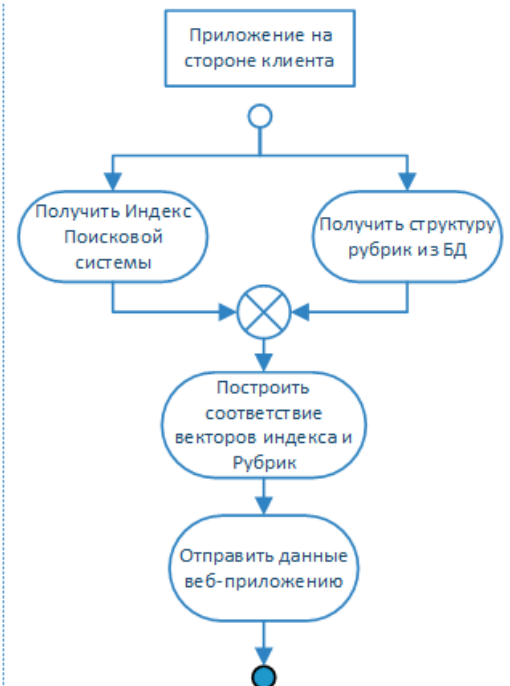 Приложение на
стороне клиента
Получить Индекс
Поисковой
системы
Получить структуру
рубрик из БД
Построить
соответствие
векторов индекса и
Рубрик
Отправить данные
веб-приложению